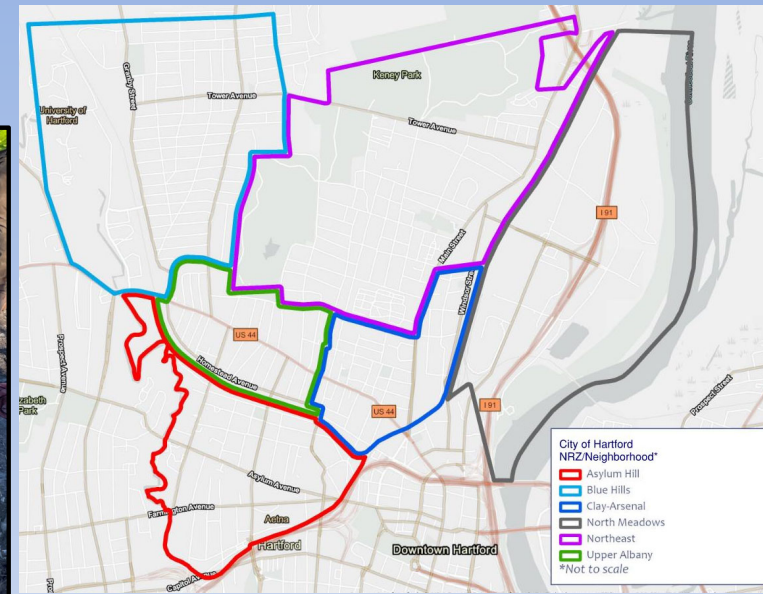 Granby Street
Keney Park
University of
Hartford
Tower Avenue
Tower Avenue
I 91
Main Street
Windsor Street
US 44
Prospect Avenue
Homestead Avenue
zabeth
Park
US 44
I 91
Prospect Street
Asylum Avenue
Farmington Avenue
Aetna
Hartford
Downtown Hartford
Capitol Avenue
City of Hartford
NRZ/Neighborhood*
Asylum Hill
Blue Hills
Clay-Arsenal
North Meadows
Northeast
Upper Albany
*Not to scale